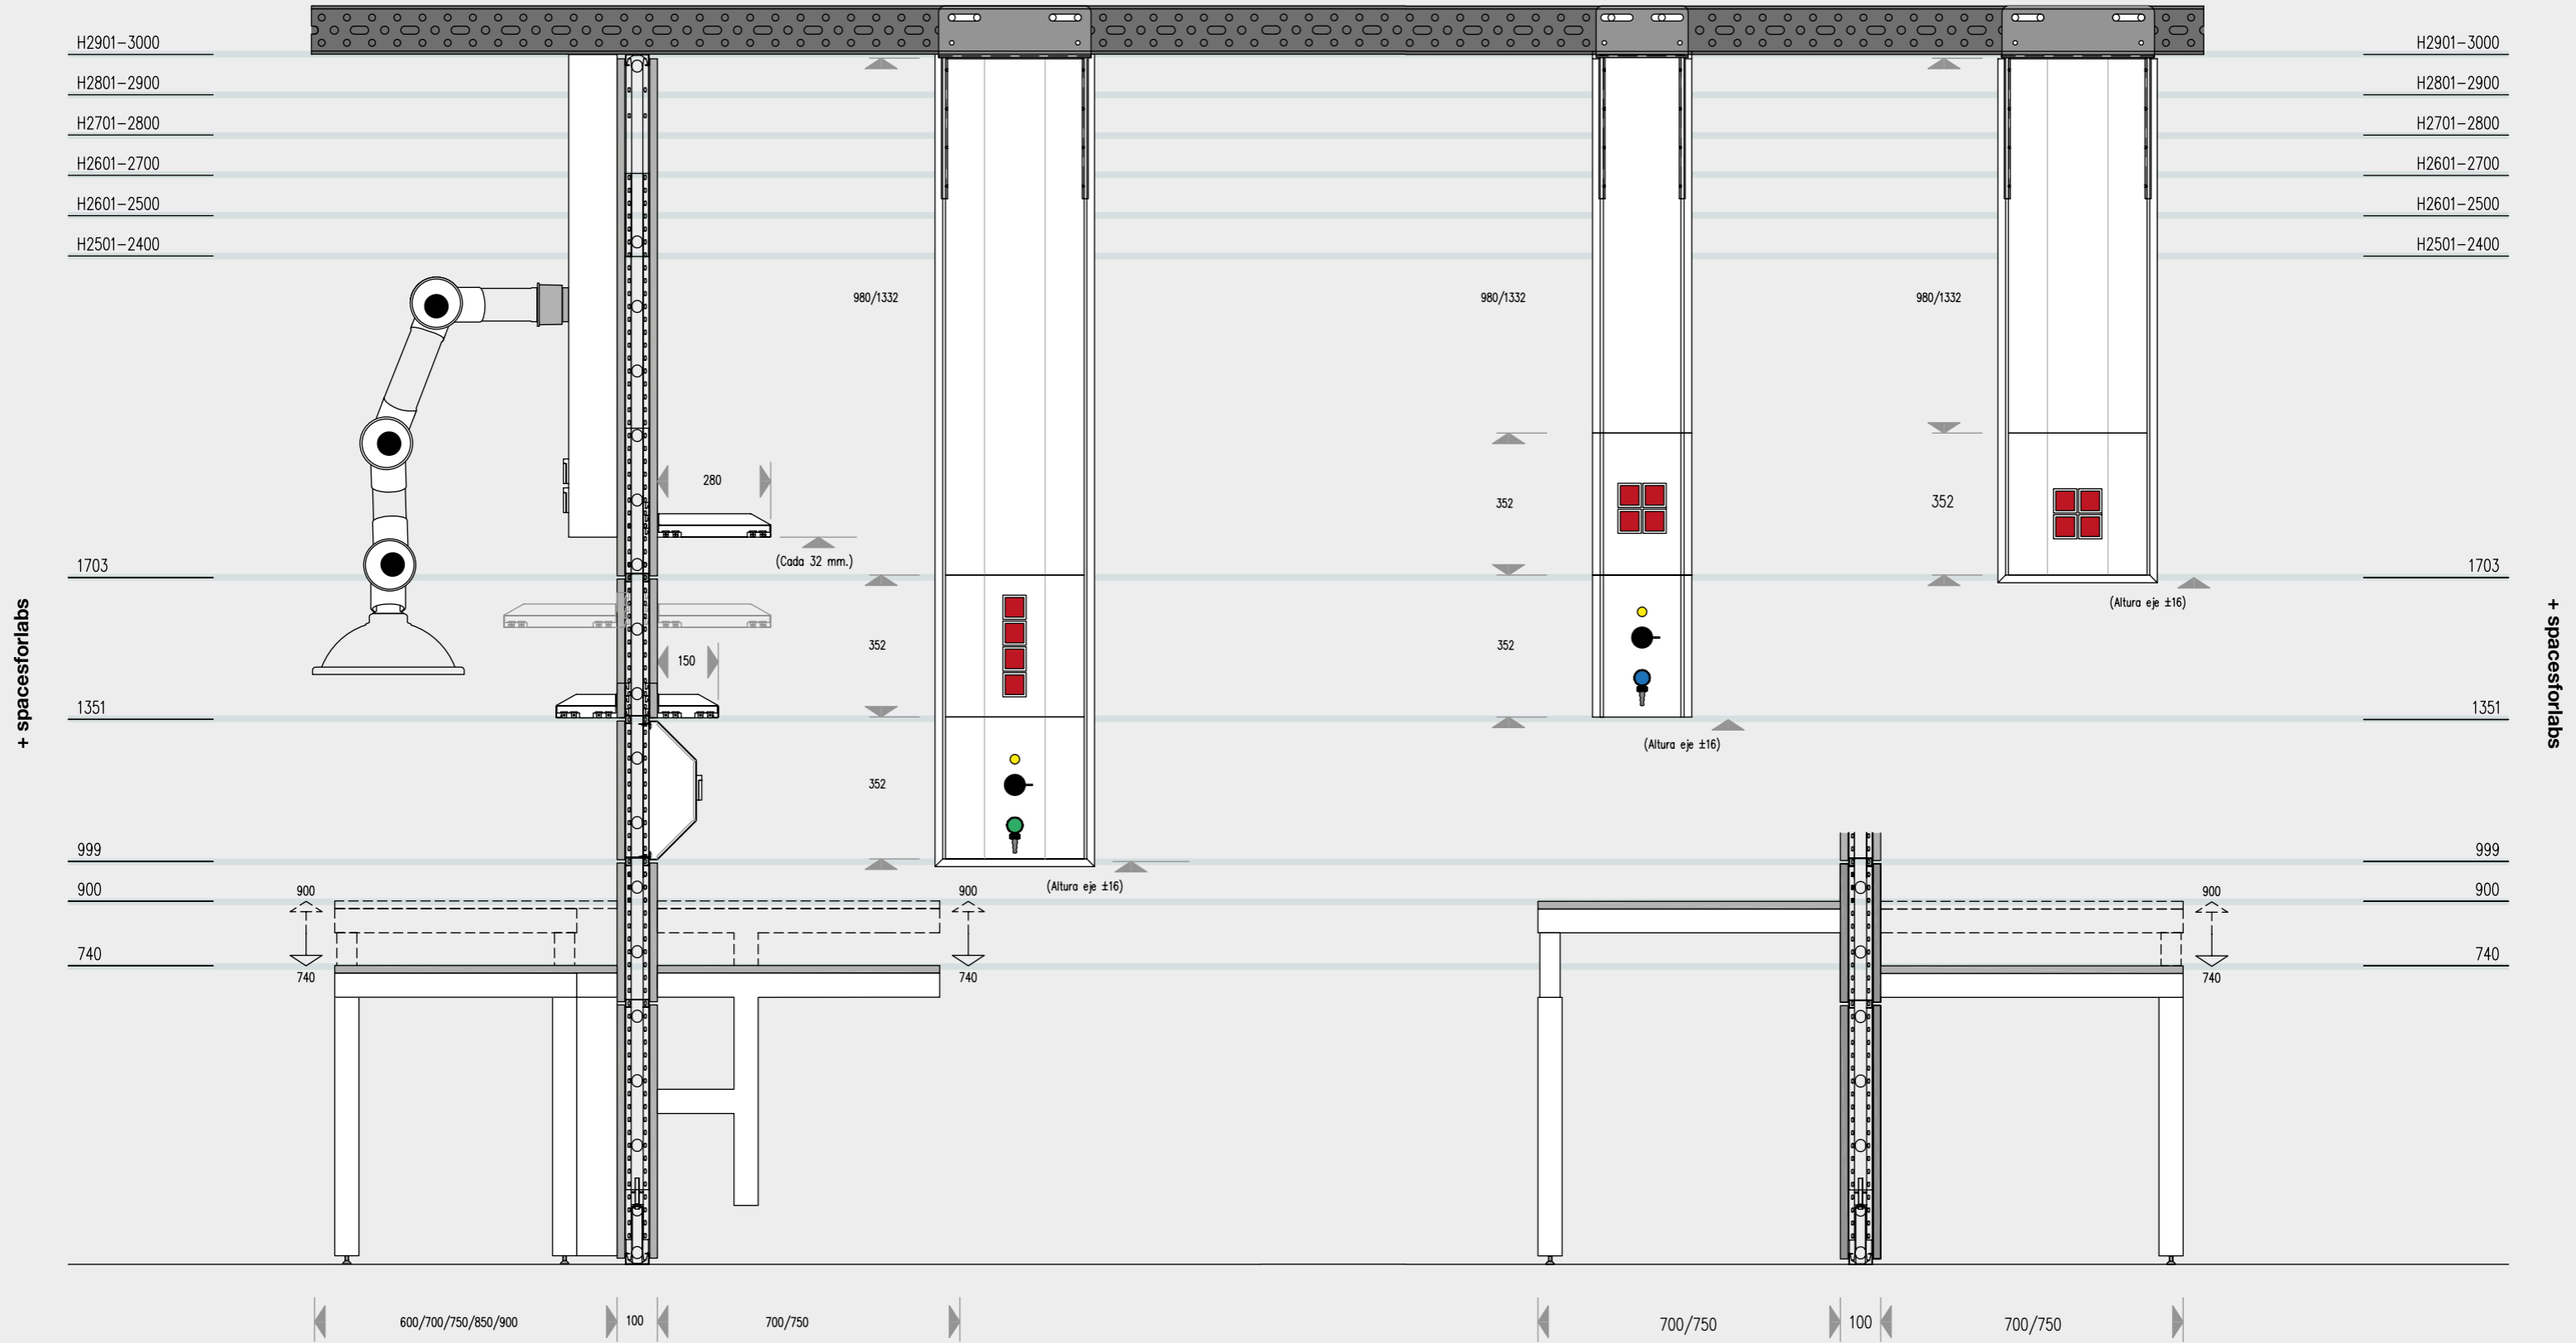 H2901-3000
H2901-3000
H2801-2900
H2801-2900
H2701-2800
H2701-2800
H2601-2700
H2601-2700
H2601-2500
H2601-2500
H2501-2400
H2501-2400
980/1332
980/1332
980/1332
280
352
352
(Cada 32 mm.)
1703
1703
(Altura eje ±16)
+ spacesforlabs
+ spacesforlabs
352
352
150
1351
1351
(Altura eje ±16)
352
999
999
900
900
900
(Altura eje ±16)
900
900
740
740
740
740
740
600/700/750/850/900
100
700/750
700/750
100
700/750